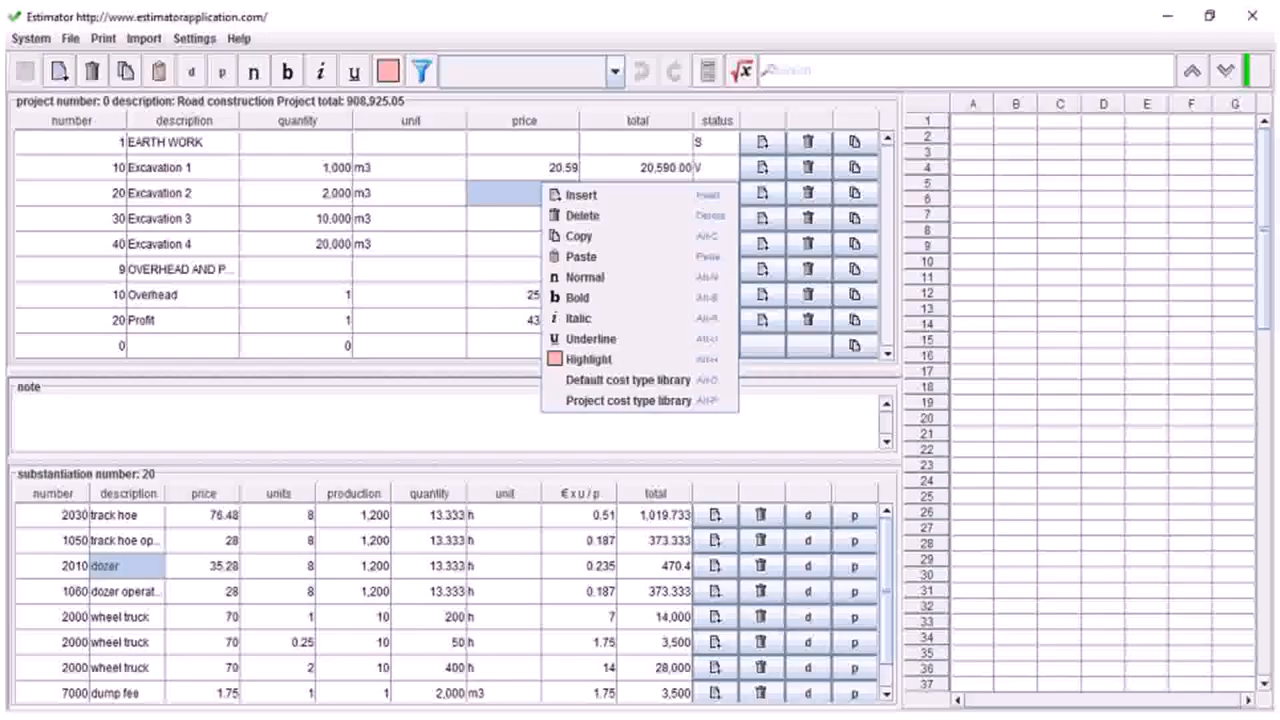 Estimator http://www.estimatorapplication.com/
System File Print Import Settings Help
d p n b i u x
project number: 0 description: Road construction Project total: 908,925.05
number description quantity unit price total status
1 EARTH WORK S
10 Excavation 1 1,000 m3 20.59 20,590.00 V
20 Excavation 2 2,000 m3
30 Excavation 3 10,000 m3
40 Excavation 4 20,000 m3
9 OVERHEAD AND P...
10 Overhead 1 25
20 Profit 1 43
0 0
Insert Insert
Delete Delete
Copy Alt-C
Paste Paste
n Normal Alt-N
b Bold Alt-B
i Italic
u Underline Alt-U
Highlight Alt-H
Default cost type library Alt-D
Project cost type library Alt-P
note
substantiation number: 20
number description price units production quantity unit € x u / p total
2030 track hoe 76.48 8 1,200 13.333 h 0.51 1,019.733 d p
1050 track hoe op... 28 8 1,200 13.333 h 0.187 373.333 d p
2010 dozer 35.28 8 1,200 13.333 h 0.235 470.4 d p
1060 dozer operat... 28 8 1,200 13.333 h 0.187 373.333 d p
2000 wheel truck 70 1 10 200 h 7 14,000 d p
2000 wheel truck 70 0.25 10 50 h 1.75 3,500 d p
2000 wheel truck 70 2 10 400 h 14 28,000 d p
7000 dump fee 1.75 1 1 2,000 m3 1.75 3,500 d p
A B C D E F G
1
2
3
4
5
6
7
8
9
10
11
12
13
14
15
16
17
18
19
20
21
22
23
24
25
26
27
28
29
30
31
32
33
34
35
36
37